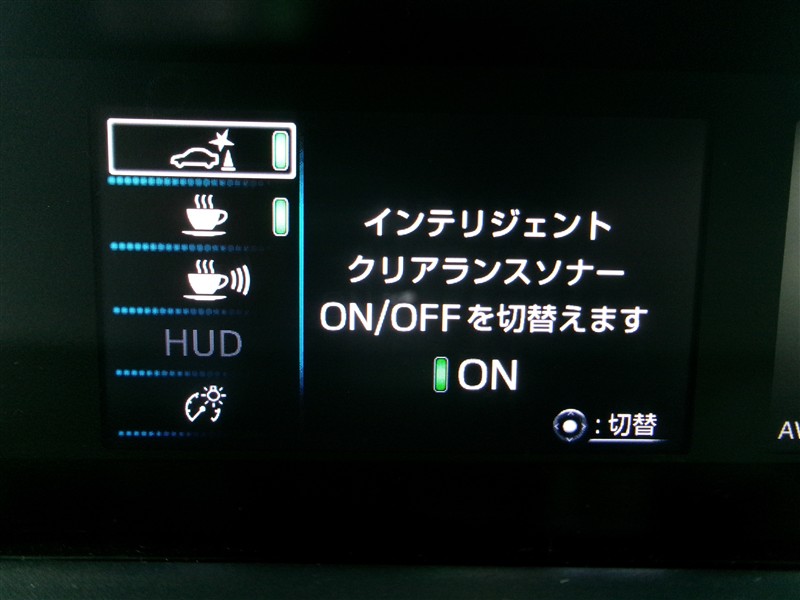 HUD
インテリジェント
クリアランスソナー
ON/OFFを切替えます
ON
:切替